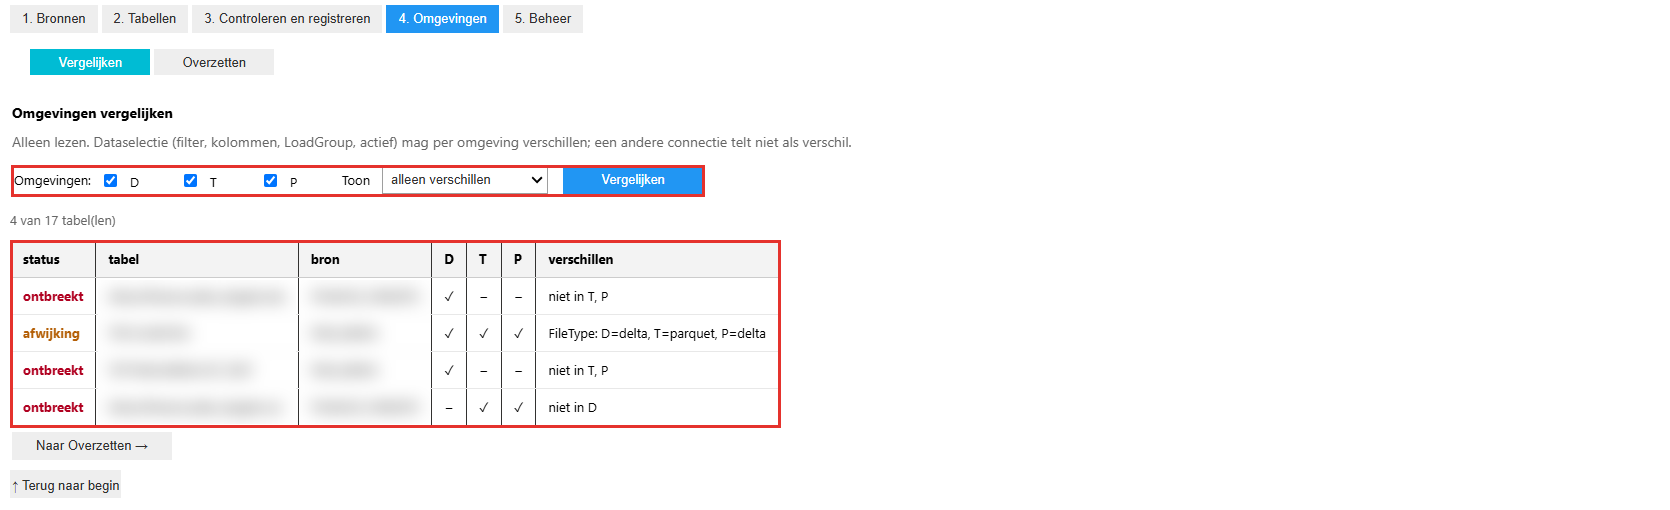 1. Bronnen 2. Tabellen 3. Controleren en registreren 4. Omgevingen 5. Beheer
Vergelijken Overzetten
Omgevingen vergelijken
Alleen lezen. Dataselectie (filter, kolommen, LoadGroup, actief) mag per omgeving verschillen; een andere connectie telt niet als verschil.
Omgevingen: D T P Toon alleen verschillen Vergelijken
4 van 17 tabel(len)
status tabel bron D T P verschillen
ontbreekt ✓ – – niet in T, P
afwijking ✓ ✓ ✓ FileType: D=delta, T=parquet, P=delta
ontbreekt ✓ – – niet in T, P
ontbreekt – ✓ ✓ niet in D
Naar Overzetten →
↑ Terug naar begin